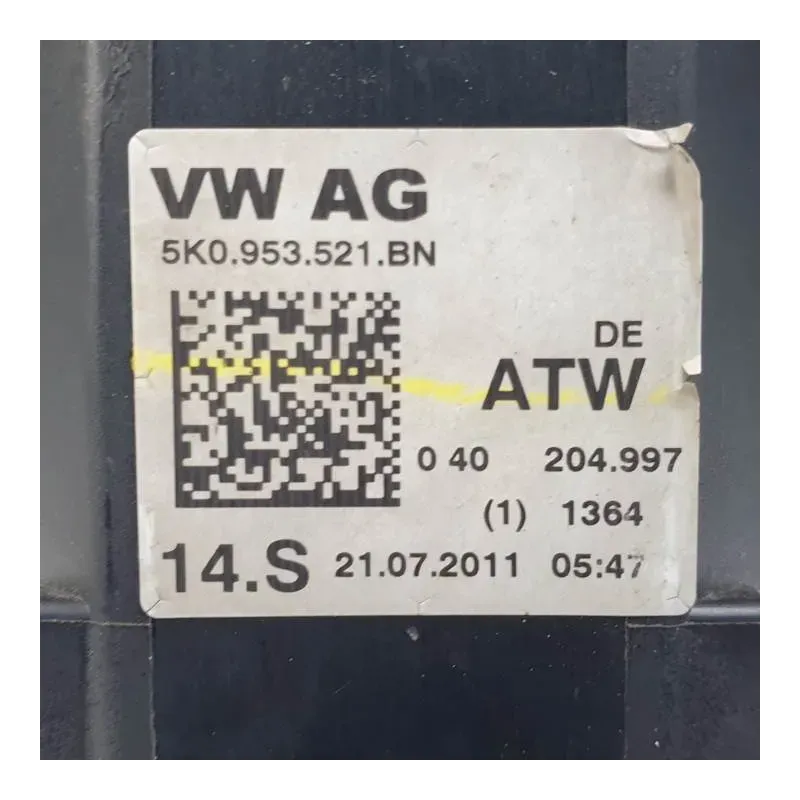 VW AG
5K0.953.521.BN
DE
ATW
0 40 204.997
(1) 1364
14.S 21.07.2011 05:47